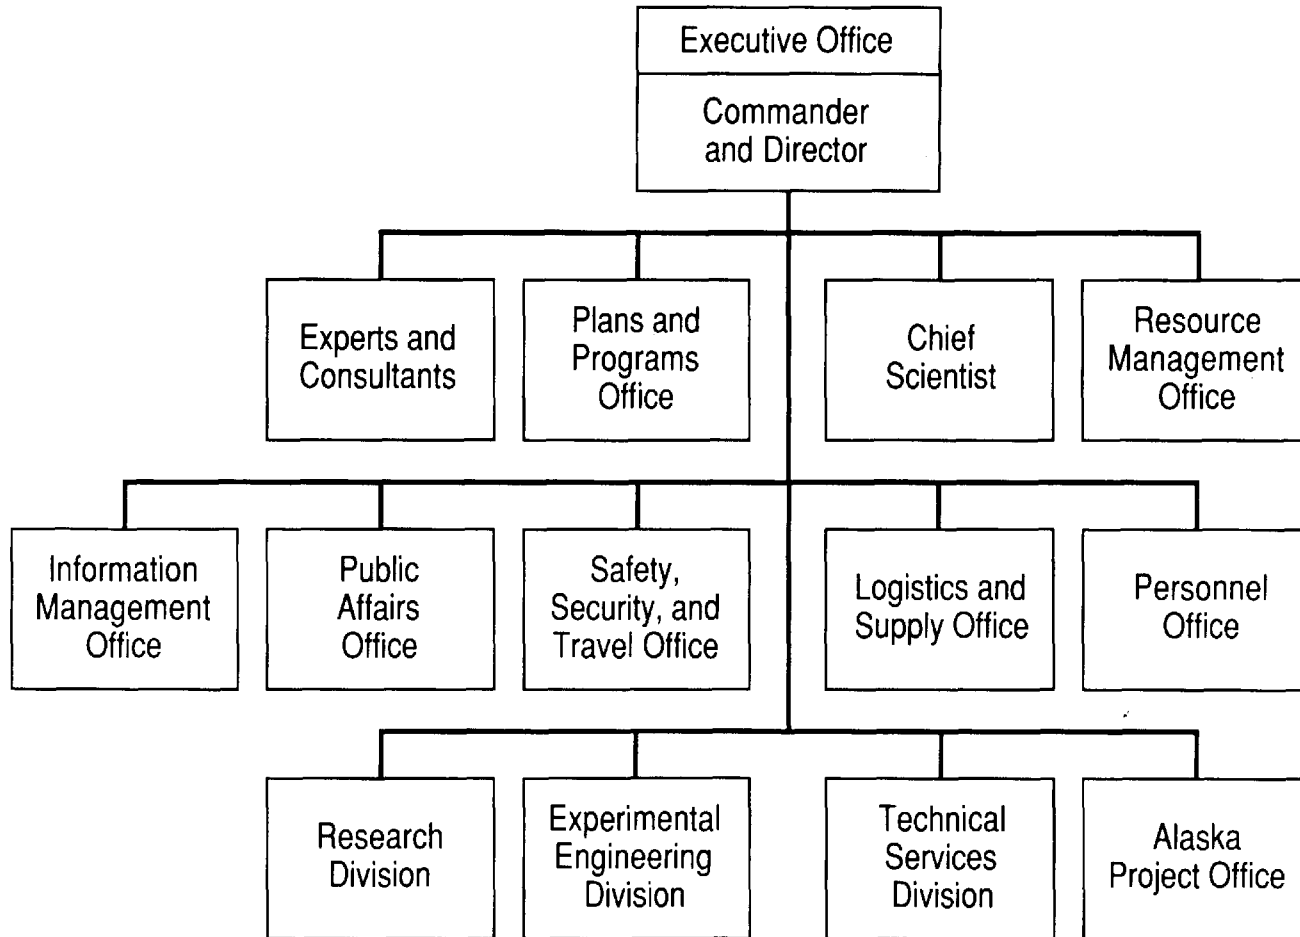 Executive Office
Commander
and Director
Experts and
Consultants
Plans and
Programs
Office
Chief
Scientist
Resource
Management
Office
Information
Management
Office
Public
Affairs
Office
Safety,
Security, and
Travel Office
Logistics and
Supply Office
Personnel
Office
Research
Division
Experimental
Engineering
Division
Technical
Services
Division
Alaska
Project Office